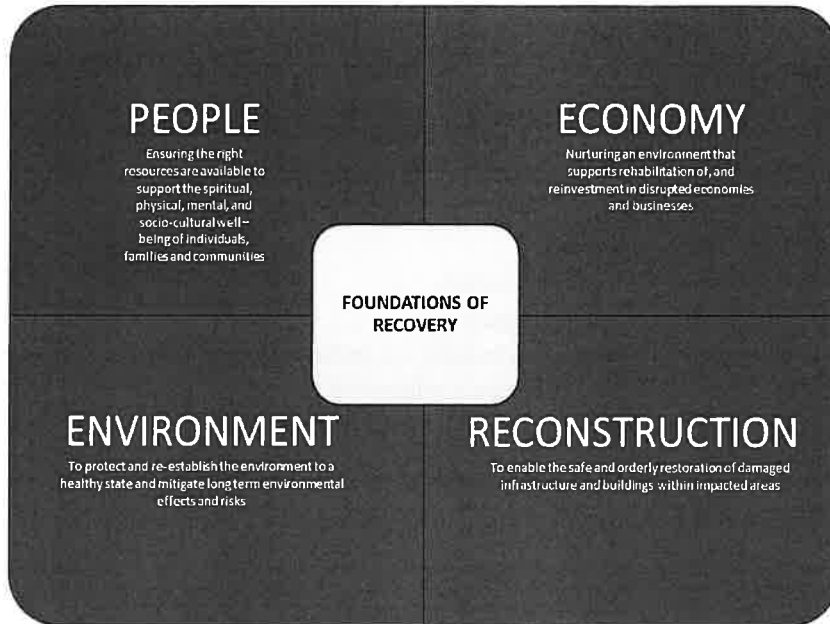 PEOPLE
Ensuring the right
resources are available to
support the spiritual,
physical, mental, and
socio-cultural well–
being of individuals,
families and communities
ECONOMY
Nurturing an environment that
supports rehabilitation of, and
reinvestment in disrupted economies
and businesses
FOUNDATIONS OF
RECOVERY
ENVIRONMENT
To protect and re-establish the environment to a
healthy state and mitigate long term environmental
effects and risks
RECONSTRUCTION
To enable the safe and orderly restoration of damaged
infrastructure and buildings within impacted areas